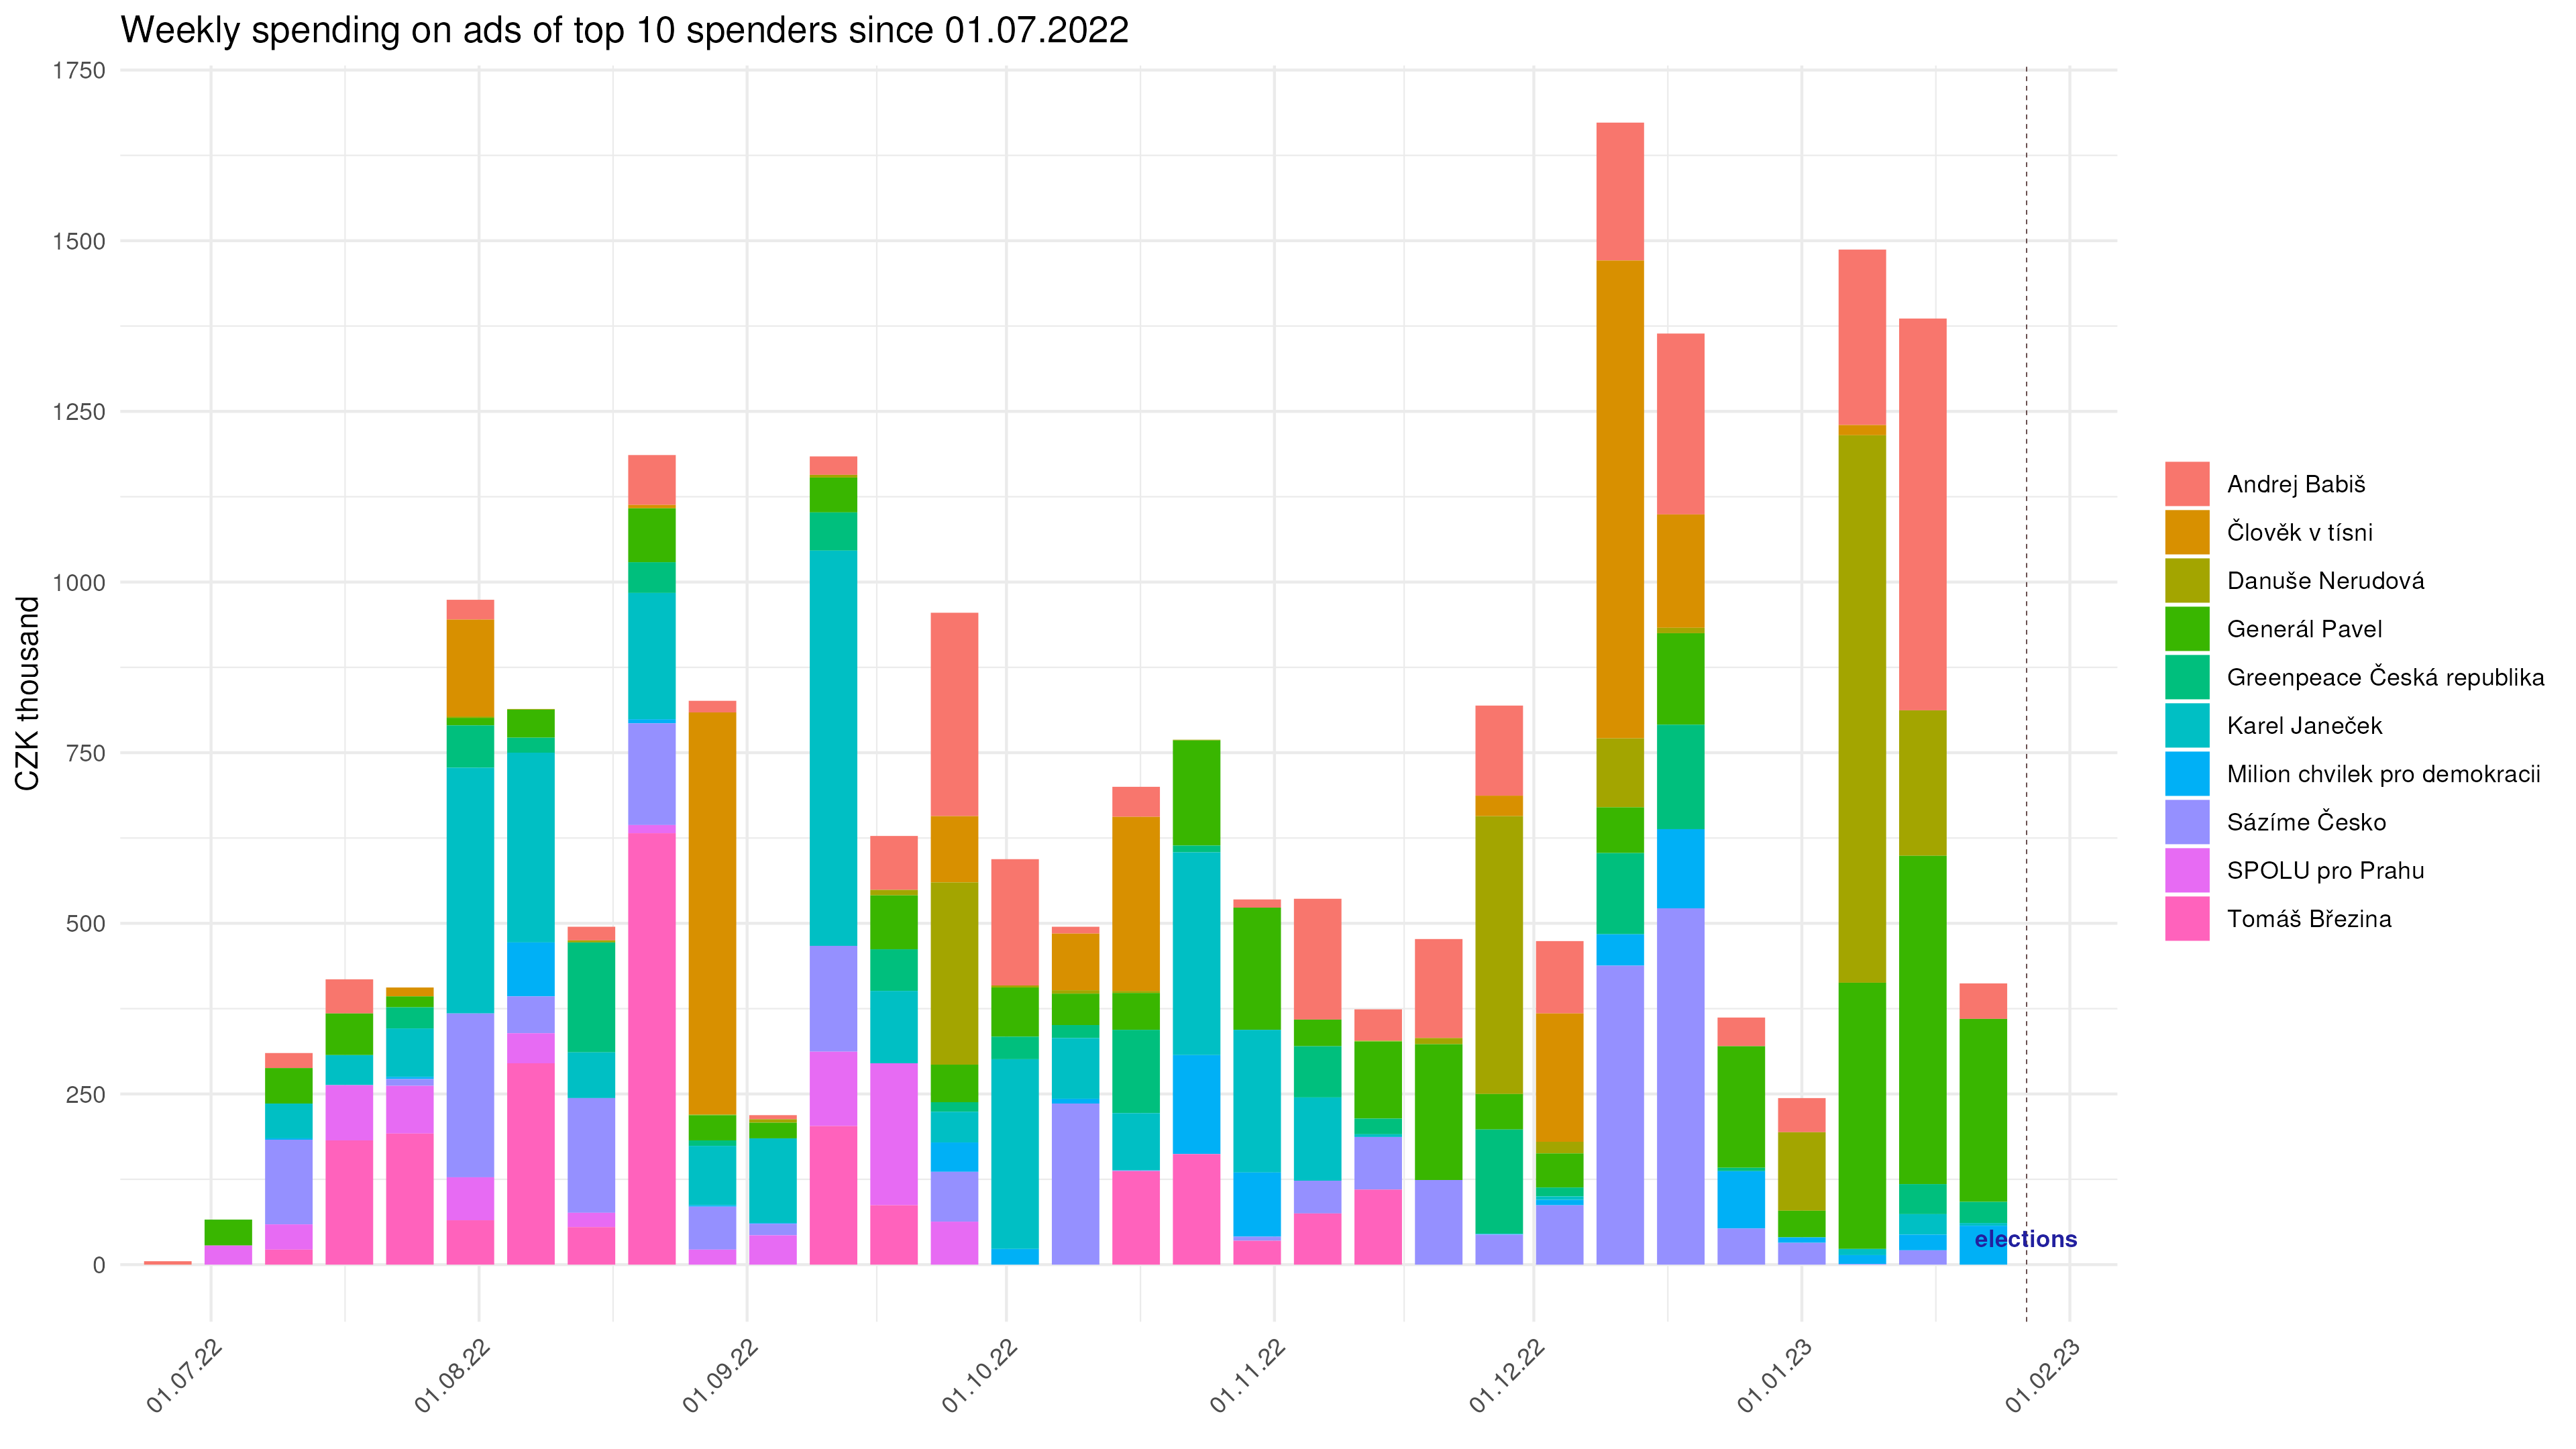 Weekly spending on ads of top 10 spenders since 01.07.2022
CZK thousand
1750
1500
1250
1000
750
500
250
0
elections
01.07.22
01.08.22
01.09.22
01.10.22
01.11.22
01.12.22
01.01.23
01.02.23
Andrej Babiš
Člověk v tísni
Danuše Nerudová
Generál Pavel
Greenpeace Česká republika
Karel Janeček
Milion chvilek pro demokracii
Sázíme Česko
SPOLU pro Prahu
Tomáš Březina